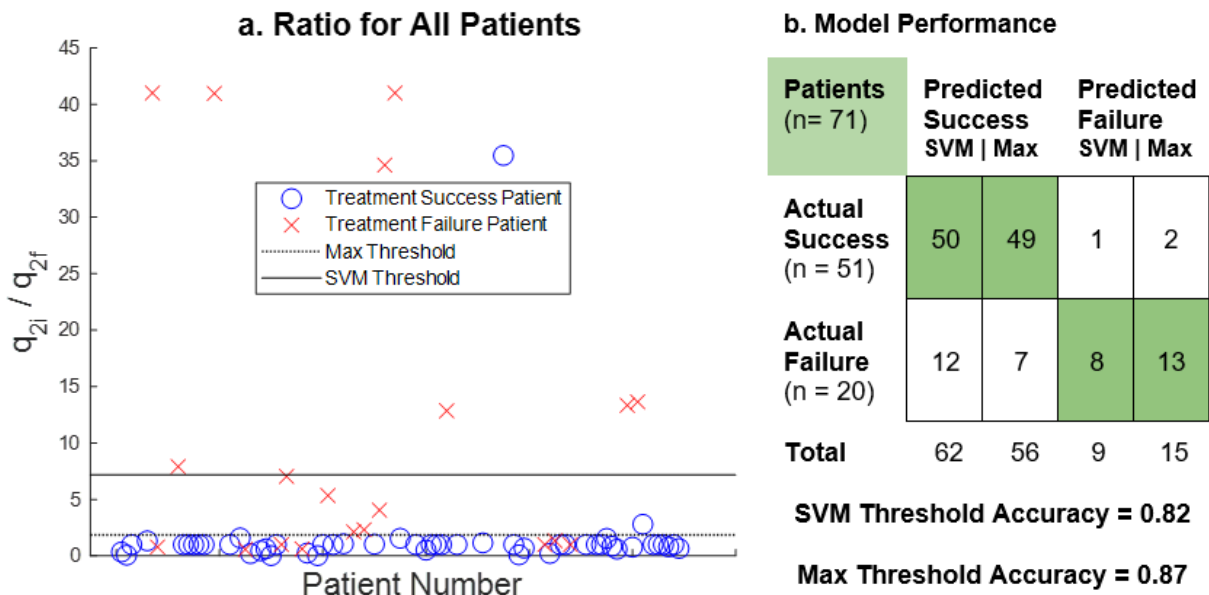 a. Ratio for All Patients
45
40
35
30
25
20
15
10
5
0
q2i / q2f
Treatment Success Patient
Treatment Failure Patient
Max Threshold
SVM Threshold
Patient Number
b. Model Performance
Patients
(n= 71)
Predicted
Success
SVM | Max
Predicted
Failure
SVM | Max
Actual
Success
(n = 51)
50 49 1 2
Actual
Failure
(n = 20)
12 7 8 13
Total 62 56 9 15
SVM Threshold Accuracy = 0.82
Max Threshold Accuracy = 0.87